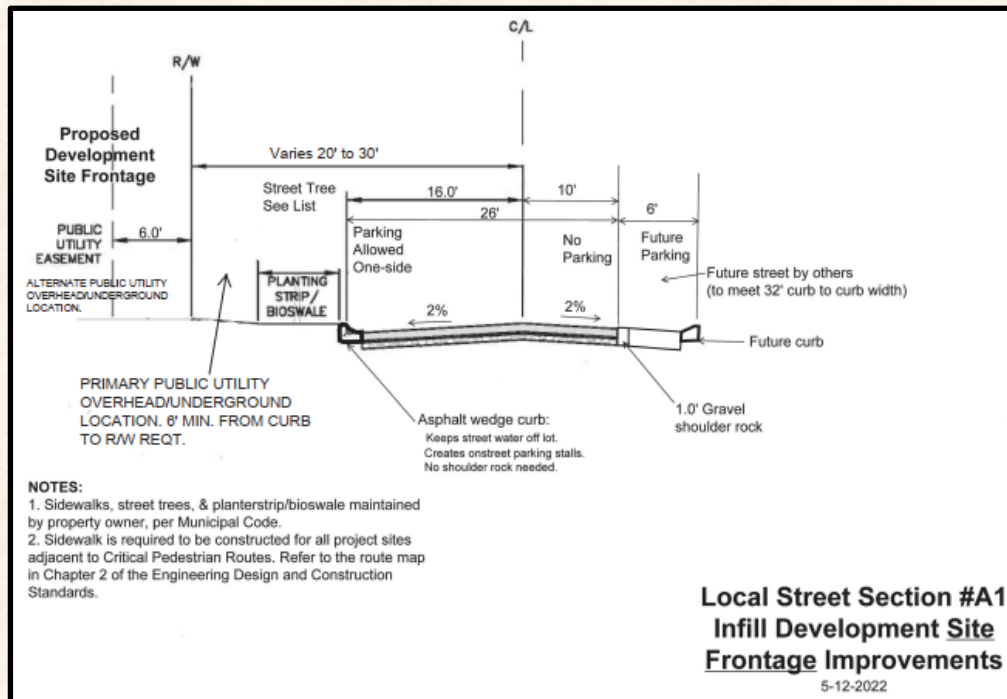 C/L
R/W
Proposed
Development
Site Frontage
Varies 20' to 30'
Street Tree
See List
16.0'
10'
26'
6'
PUBLIC
UTILITY
EASEMENT
6.0'
Parking
Allowed
One-side
No
Parking
Future
Parking
Future street by others
(to meet 32' curb to curb width)
ALTERNATE PUBLIC UTILITY
OVERHEAD/UNDERGROUND
LOCATION.
PLANTING
STRIP/
BIOSWALE
2%
2%
Future curb
PRIMARY PUBLIC UTILITY
OVERHEAD/UNDERGROUND
LOCATION. 6' MIN. FROM CURB
TO R/W REQT.
Asphalt wedge curb:
Keeps street water off lot.
Creates onstreet parking stalls.
No shoulder rock needed.
1.0' Gravel
shoulder rock
NOTES:
1. Sidewalks, street trees, & planterstrip/bioswale maintained
by property owner, per Municipal Code.
2. Sidewalk is required to be constructed for all project sites
adjacent to Critical Pedestrian Routes. Refer to the route map
in Chapter 2 of the Engineering Design and Construction
Standards.
Local Street Section #A1
Infill Development Site
Frontage Improvements
5-12-2022